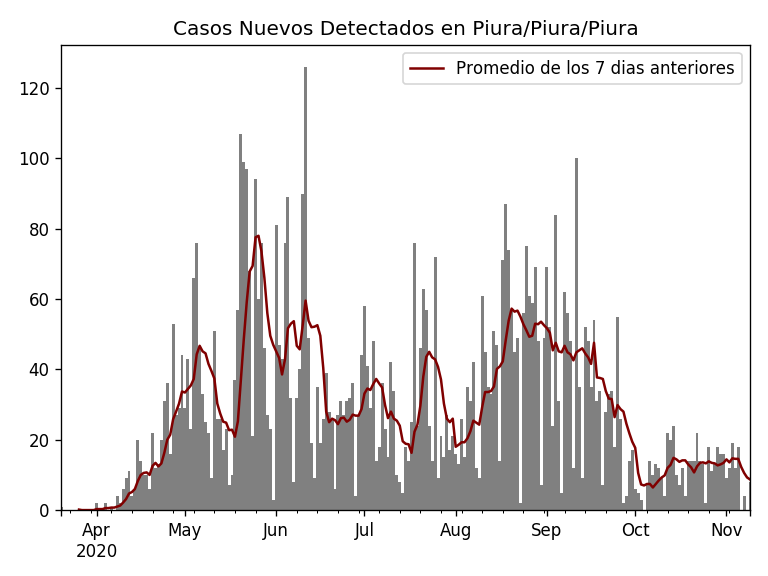 Casos Nuevos Detectados en Piura/Piura/Piura
Promedio de los 7 dias anteriores
120
100
80
60
40
20
0
Apr May Jun Jul Aug Sep Oct Nov
2020